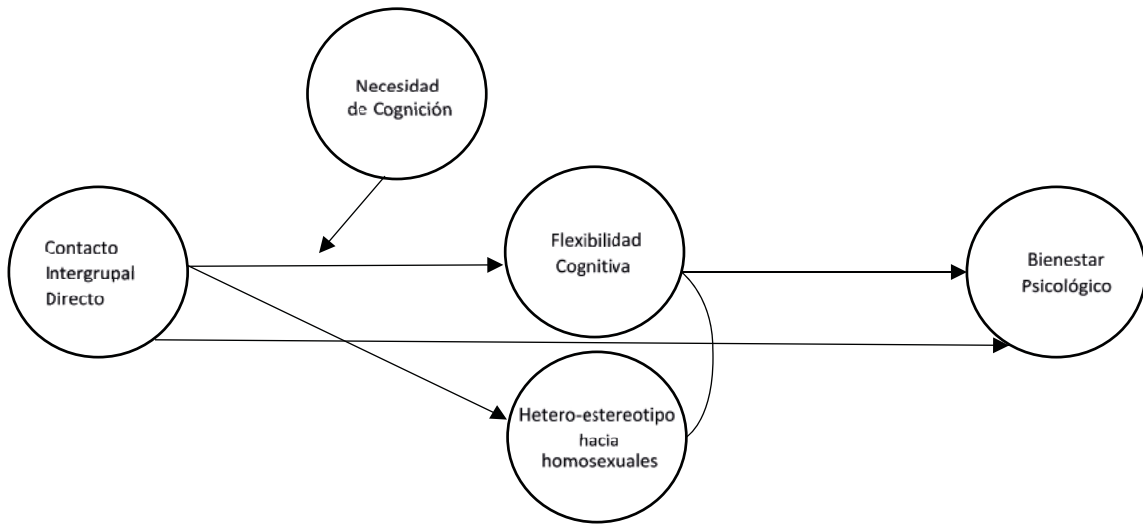 Necesidad
de Cognición
Contacto
Intergrupal
Directo
Flexibilidad
Cognitiva
Bienestar
Psicológico
Hetero-estereotipo
hacia
homosexuales